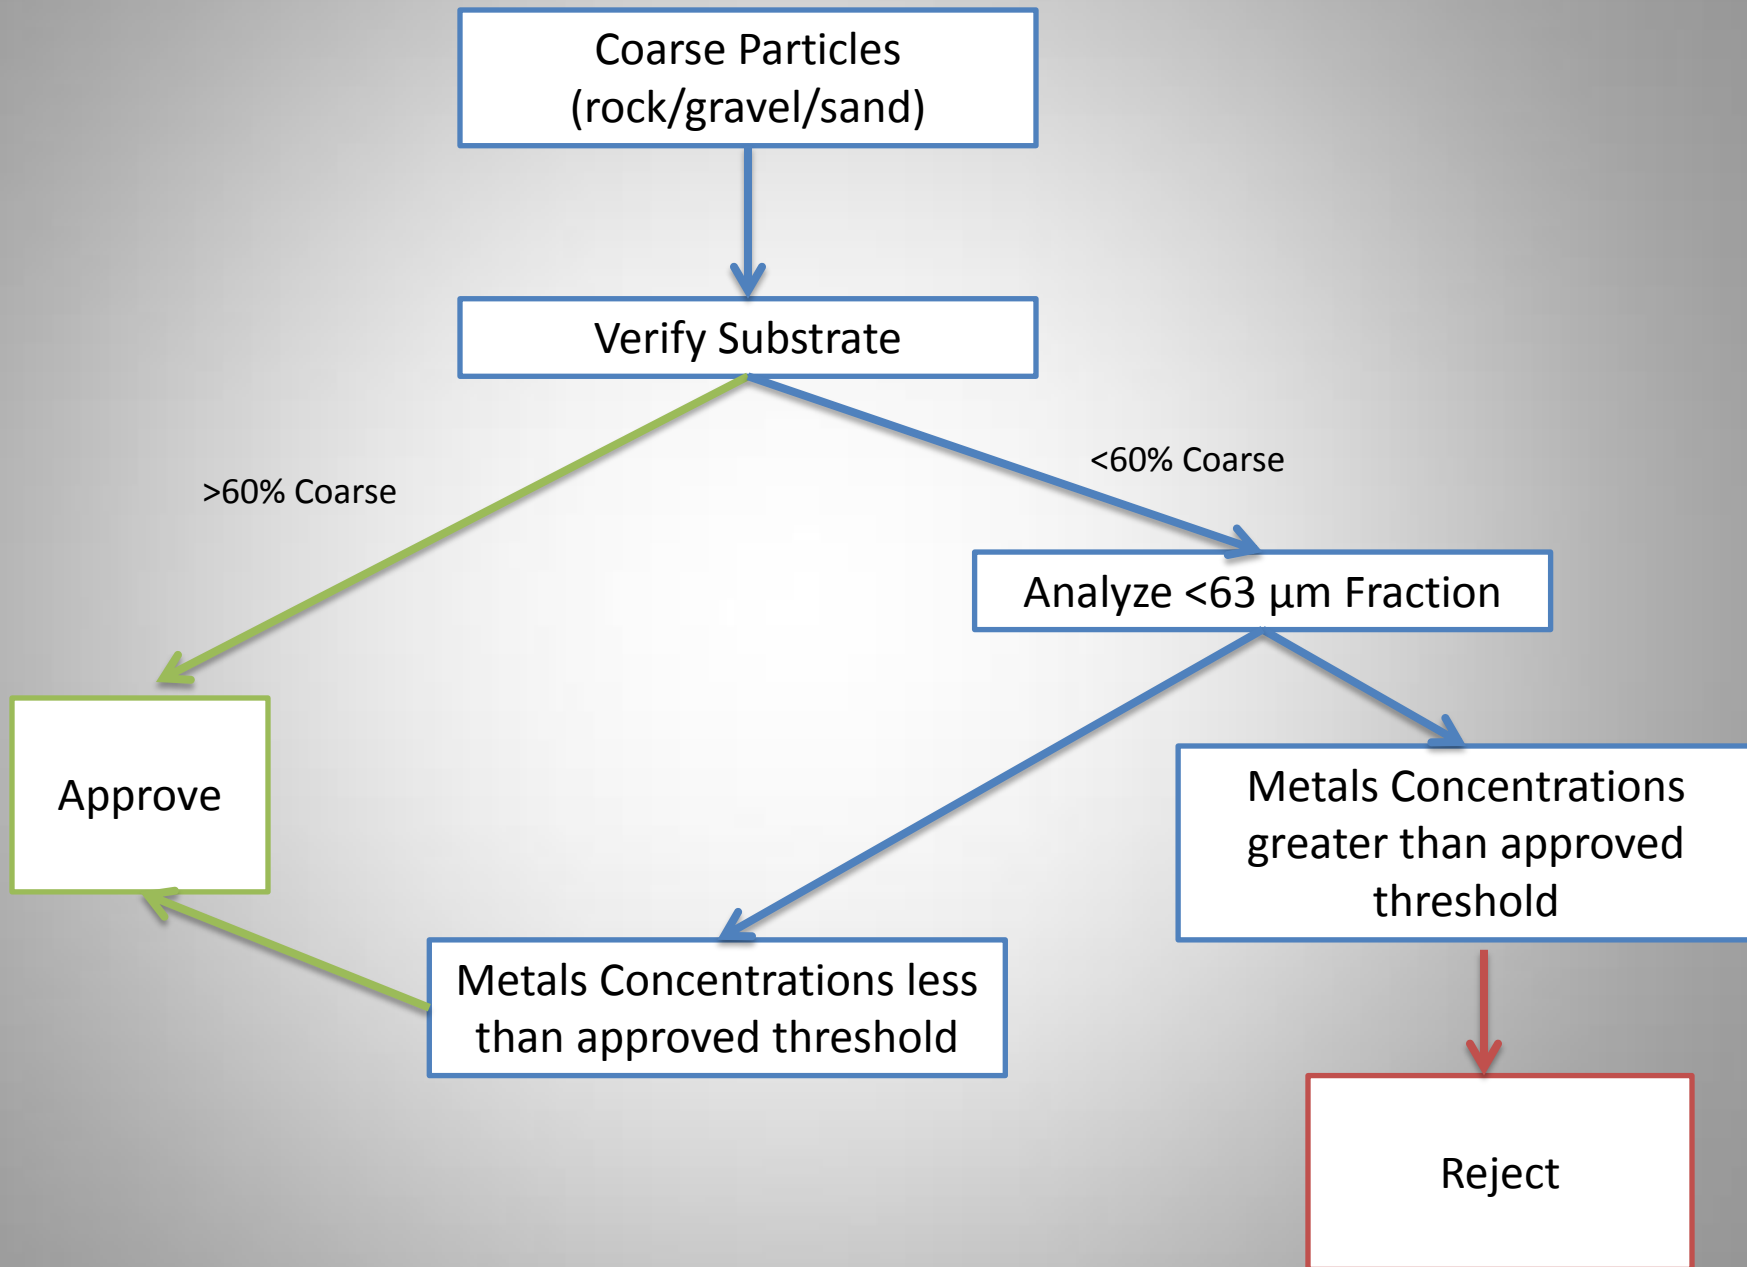 Coarse Particles
(rock/gravel/sand)
Verify Substrate
>60% Coarse
<60% Coarse
Analyze <63 µm Fraction
Approve
Metals Concentrations
greater than approved
threshold
Metals Concentrations less
than approved threshold
Reject